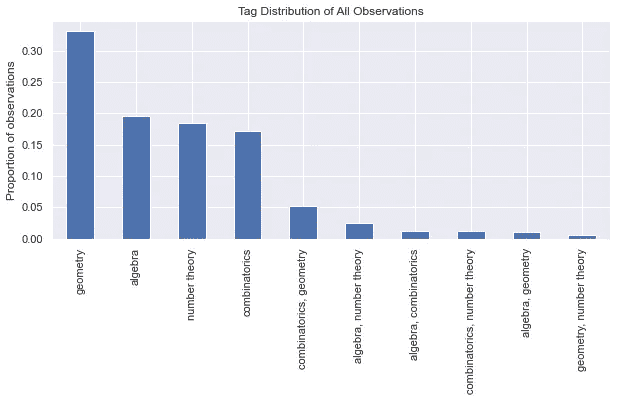 Tag Distribution of All Observations
Proportion of observations
0.30
0.25
0.20
0.15
0.10
0.05
0.00
geometry
algebra
number theory
combinatorics
combinatorics, geometry
algebra, number theory
algebra, combinatorics
combinatorics, number theory
algebra, geometry
geometry, number theory